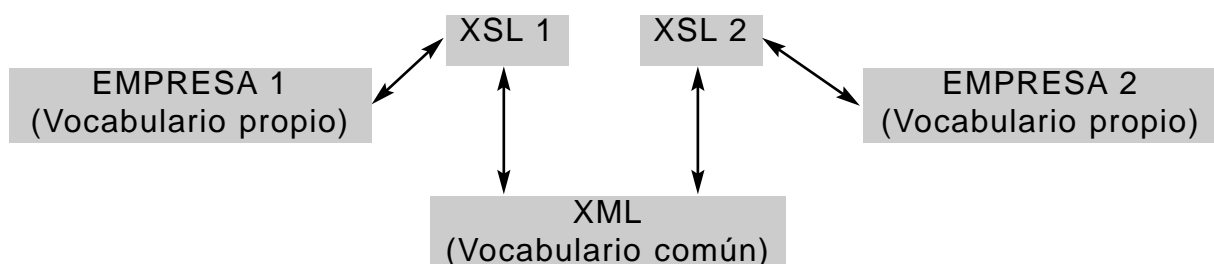 XSL 1
XSL 2
EMPRESA 1
(Vocabulario propio)
EMPRESA 2
(Vocabulario propio)
XML
(Vocabulario común)